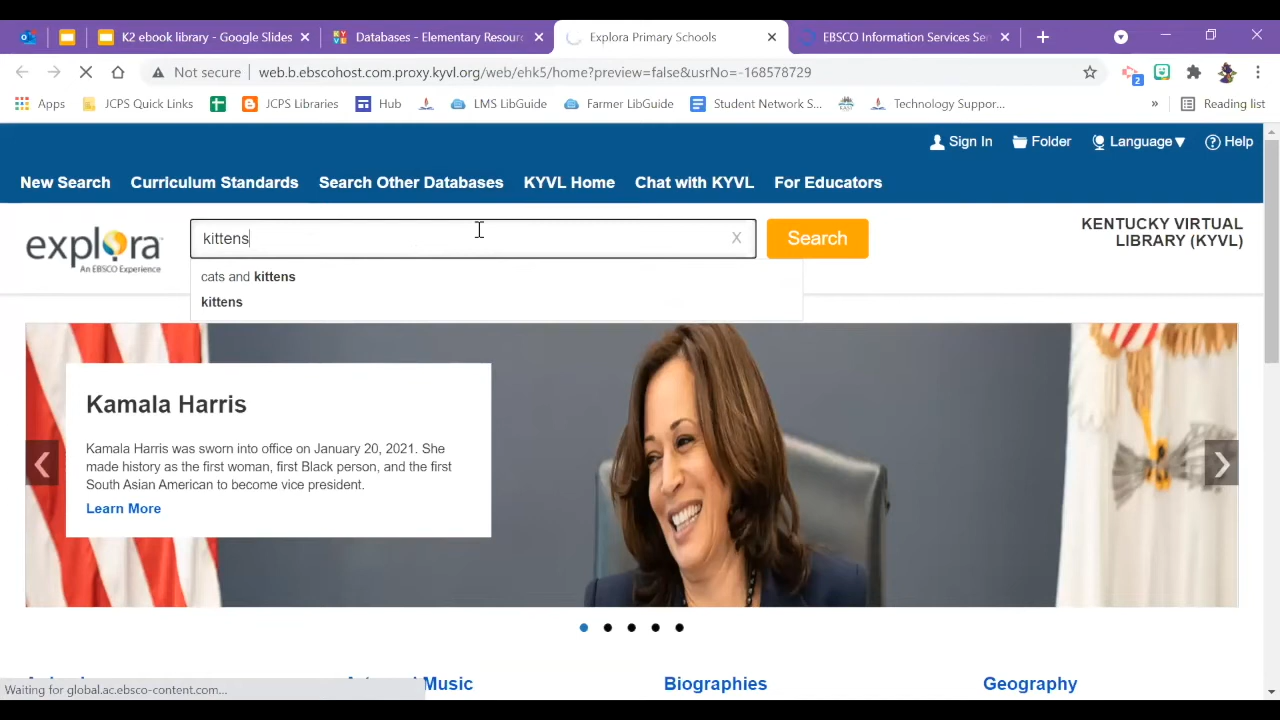 K2 ebook library - Google Slides
Databases - Elementary Resour
Explora Primary Schools
EBSCO Information Services Ser
Not secure
web.b.ebscohost.com.proxy.kyvl.org/web/ehk5/home?preview=false&usrNo=-168578729
2
Apps
JCPS Quick Links
JCPS Libraries
Hub
LMS LibGuide
Farmer LibGuide
Student Network S...
Technology Suppor...
»
Reading list
Sign In
Folder
Language▼
Help
New Search
Curriculum Standards
Search Other Databases
KYVL Home
Chat with KYVL
For Educators
explora
An EBSCO Experience
kittens
X
Search
KENTUCKY VIRTUAL
LIBRARY (KYVL)
cats and kittens
kittens
Kamala Harris
Kamala Harris was sworn into office on January 20, 2021. She
made history as the first woman, first Black person, and the first
South Asian American to become vice president.
Learn More
Music
Biographies
Geography
Waiting for global.ac.ebsco-content.com...